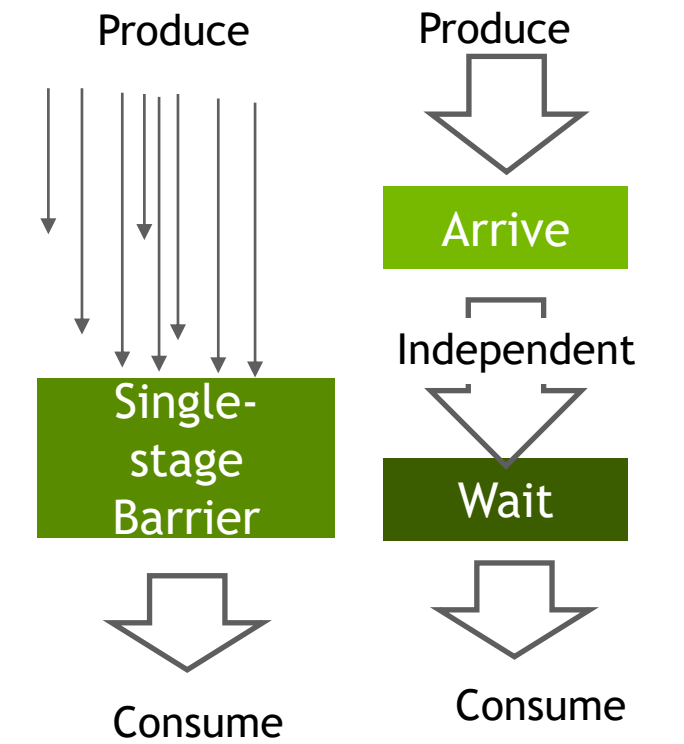 Produce
Single-
stage
Barrier
Consume
Produce
Arrive
Independent
Wait
Consume